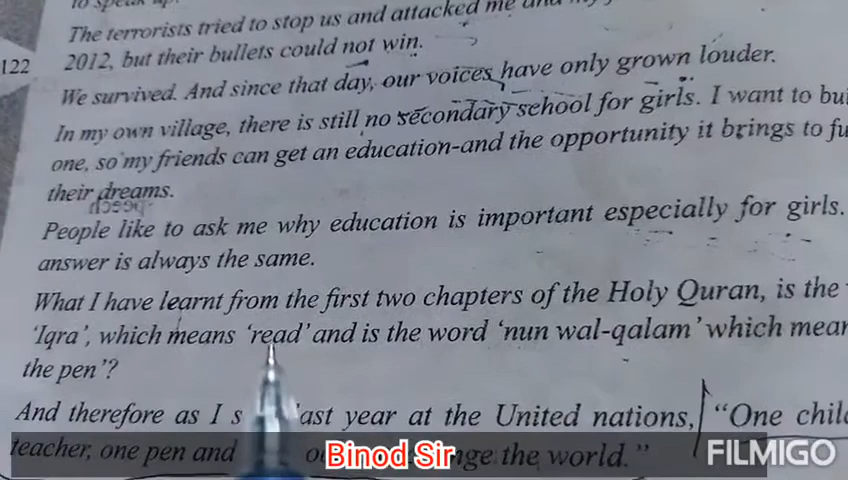 The terrorists tried to stop us and attacked me and my
122 2012, but their bullets could not win.
We survived. And since that day, our voices have only grown louder.
In my own village, there is still no secondary school for girls. I want to bui
one, so my friends can get an education-and the opportunity it brings to fu
their dreams.
People like to ask me why education is important especially for girls.
answer is always the same.
What I have learnt from the first two chapters of the Holy Quran, is the
'Iqra', which means 'read' and is the word 'nun wal-qalam' which mean
the pen'?
And therefore as I s last year at the United nations, "One chil
teacher, one pen and nge the world."
Binod Sir
FILMIGO